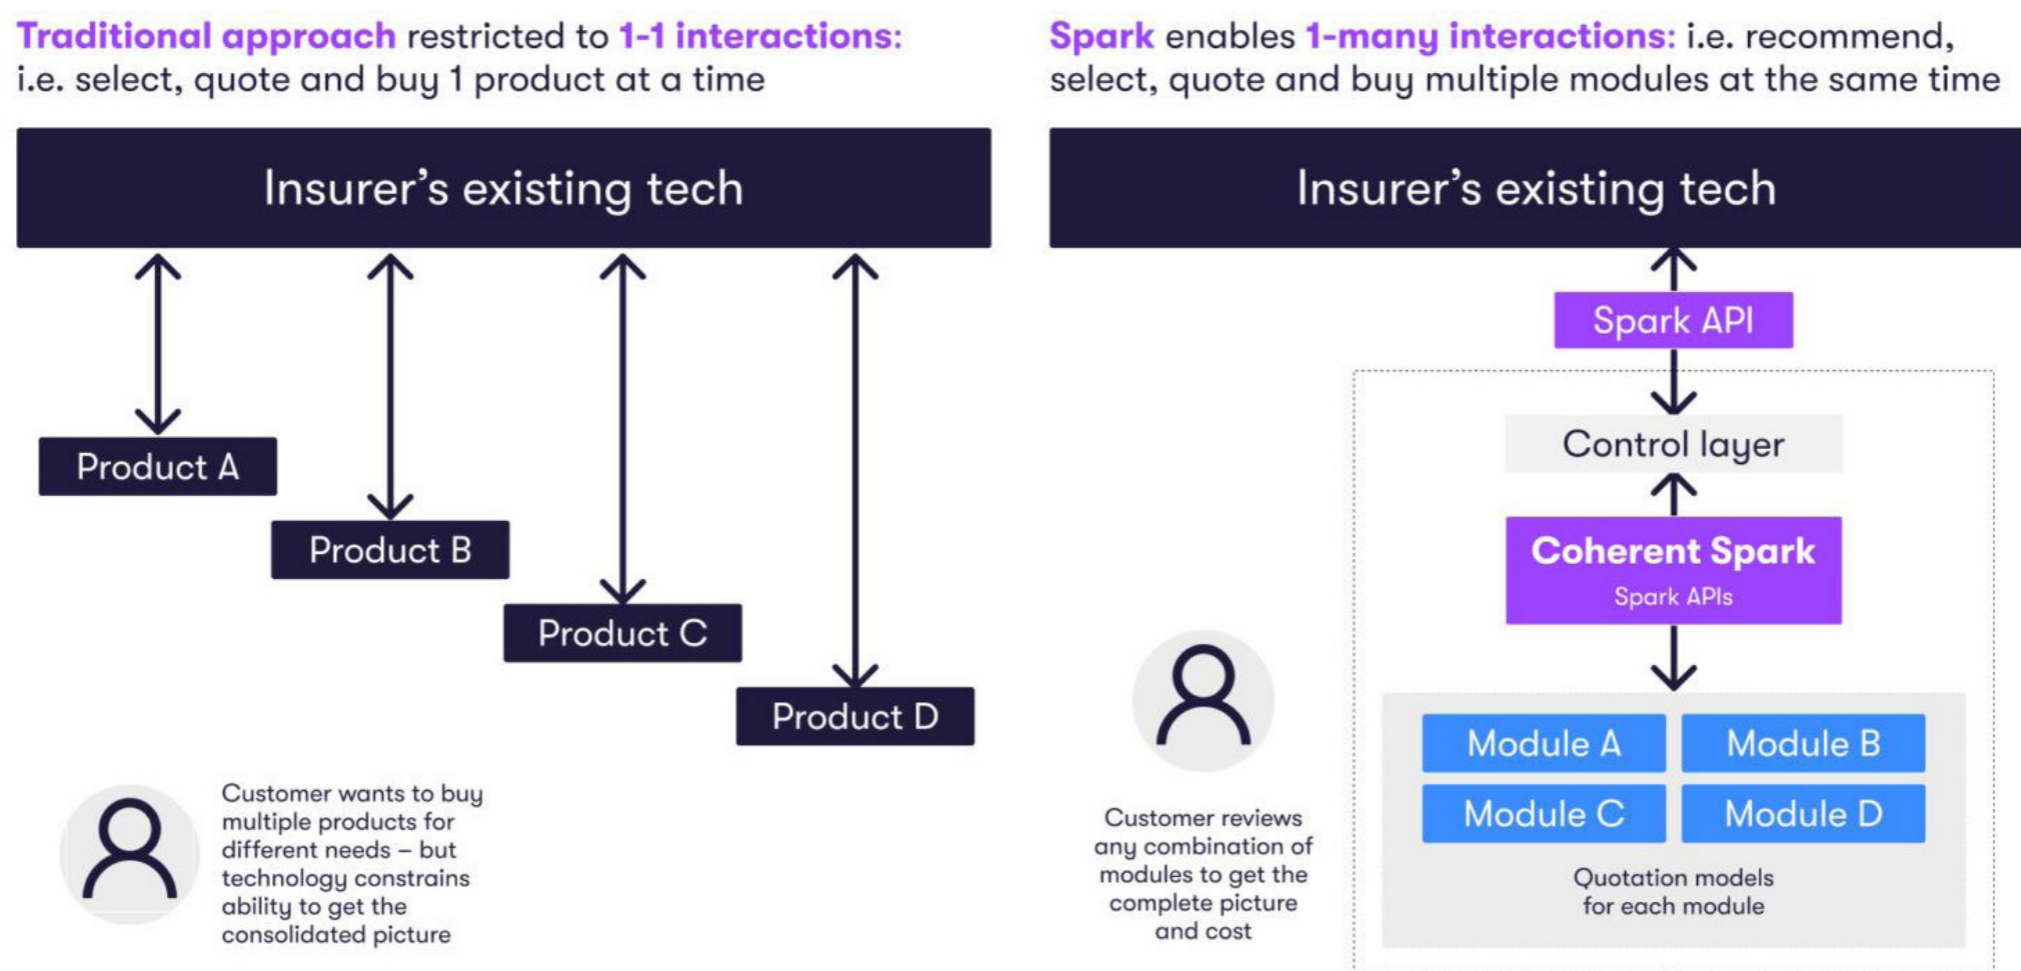 Traditional approach restricted to 1-1 interactions:
i.e. select, quote and buy 1 product at a time
Insurer’s existing tech
Product A
Product B
Product C
Product D
Customer wants to buy
multiple products for
different needs – but
technology constrains
ability to get the
consolidated picture
Spark enables 1-many interactions: i.e. recommend,
select, quote and buy multiple modules at the same time
Insurer’s existing tech
Spark API
Control layer
Coherent Spark
Spark APIs
Module A
Module B
Module C
Module D
Quotation models
for each module
Customer reviews
any combination of
modules to get the
complete picture
and cost